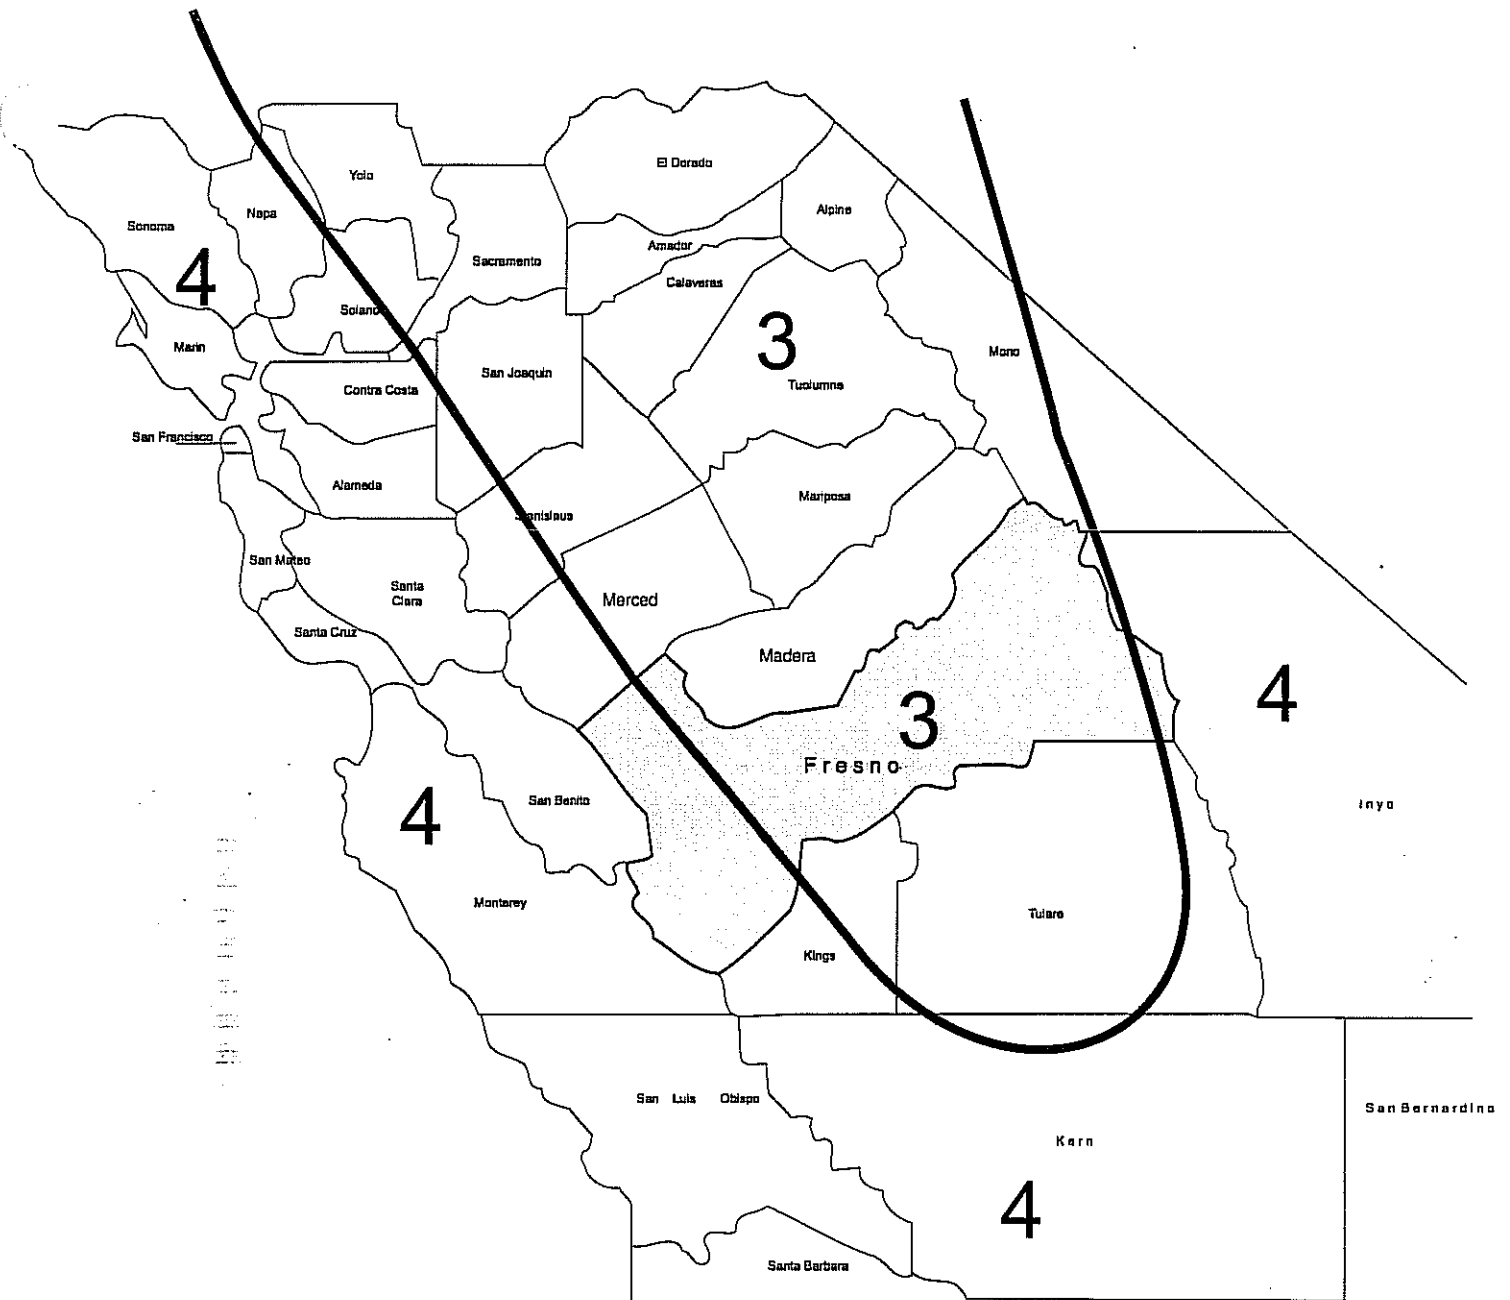 El Dorado
Yolo
Napa
Alpine
Sonoma
Amador
Sacramento
4
Calaveras
Solano
3
Marin
Mono
San Joaquin
Tuolumne
Contra Costa
San Francisco
Alameda
Mariposa
Stanislaus
San Mateo
Santa
Clara
Merced
Santa Cruz
Madera
4
3
Fresno
San Benito
Inyo
4
Monterey
Tulare
Kings
San Luis Obispo
San Bernardino
Kern
4
Santa Barbara